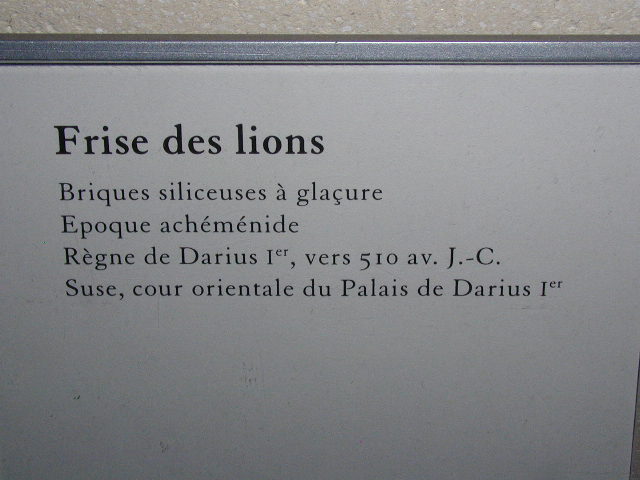 Frise des lions
Briques siliceuses à glaçure
Epoque achéménide
Règne de Darius Ier, vers 510 av. J.-C.
Suse, cour orientale du Palais de Darius Ier